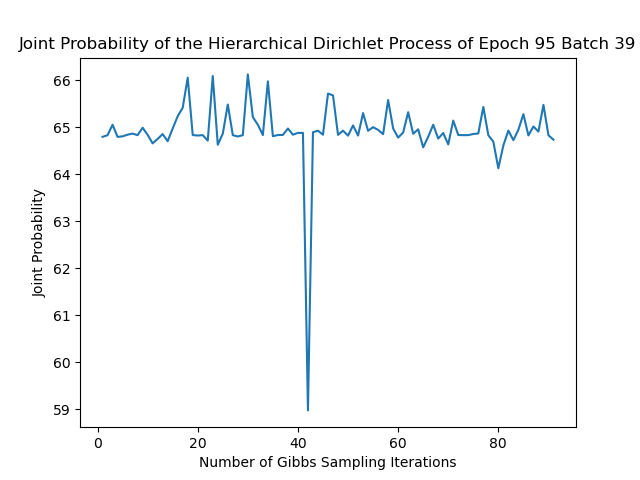 Joint Probability of the Hierarchical Dirichlet Process of Epoch 95 Batch 39
66
65
64
63
62
61
60
59
Joint Probability
0 20 40 60 80
Number of Gibbs Sampling Iterations